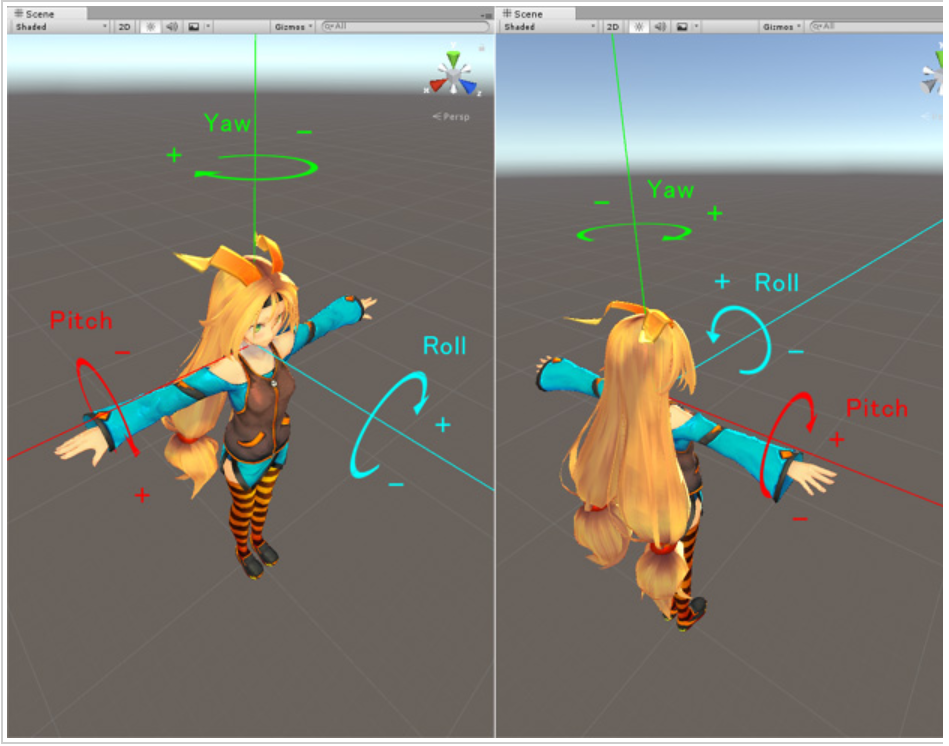 Scene
Shaded 2D Gizmos All
y
x z
Persp
Yaw
−
+
Pitch
−
+
Roll
+
−
Scene
Shaded 2D Gizmos All
Yaw
−
+
+ Roll
−
Pitch
+
−